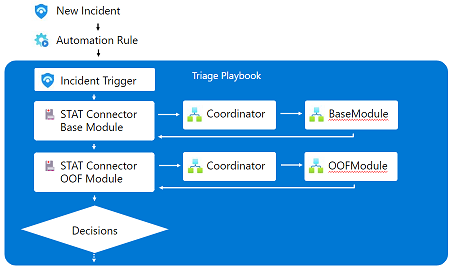 New Incident
Automation Rule
Triage Playbook
Incident Trigger
STAT Connector
Base Module
Coordinator
BaseModule
STAT Connector
OOF Module
Coordinator
OOFModule
Decisions